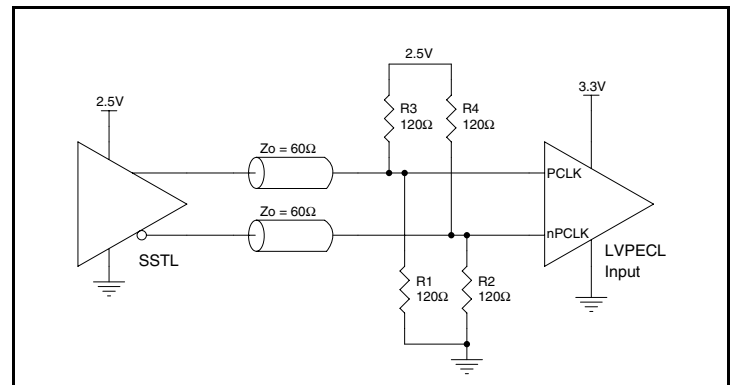 2.5V
3.3V
2.5V
R3
120Ω
R4
120Ω
Zo = 60Ω
PCLK
Zo = 60Ω
nPCLK
SSTL
LVPECL
Input
R1
120Ω
R2
120Ω